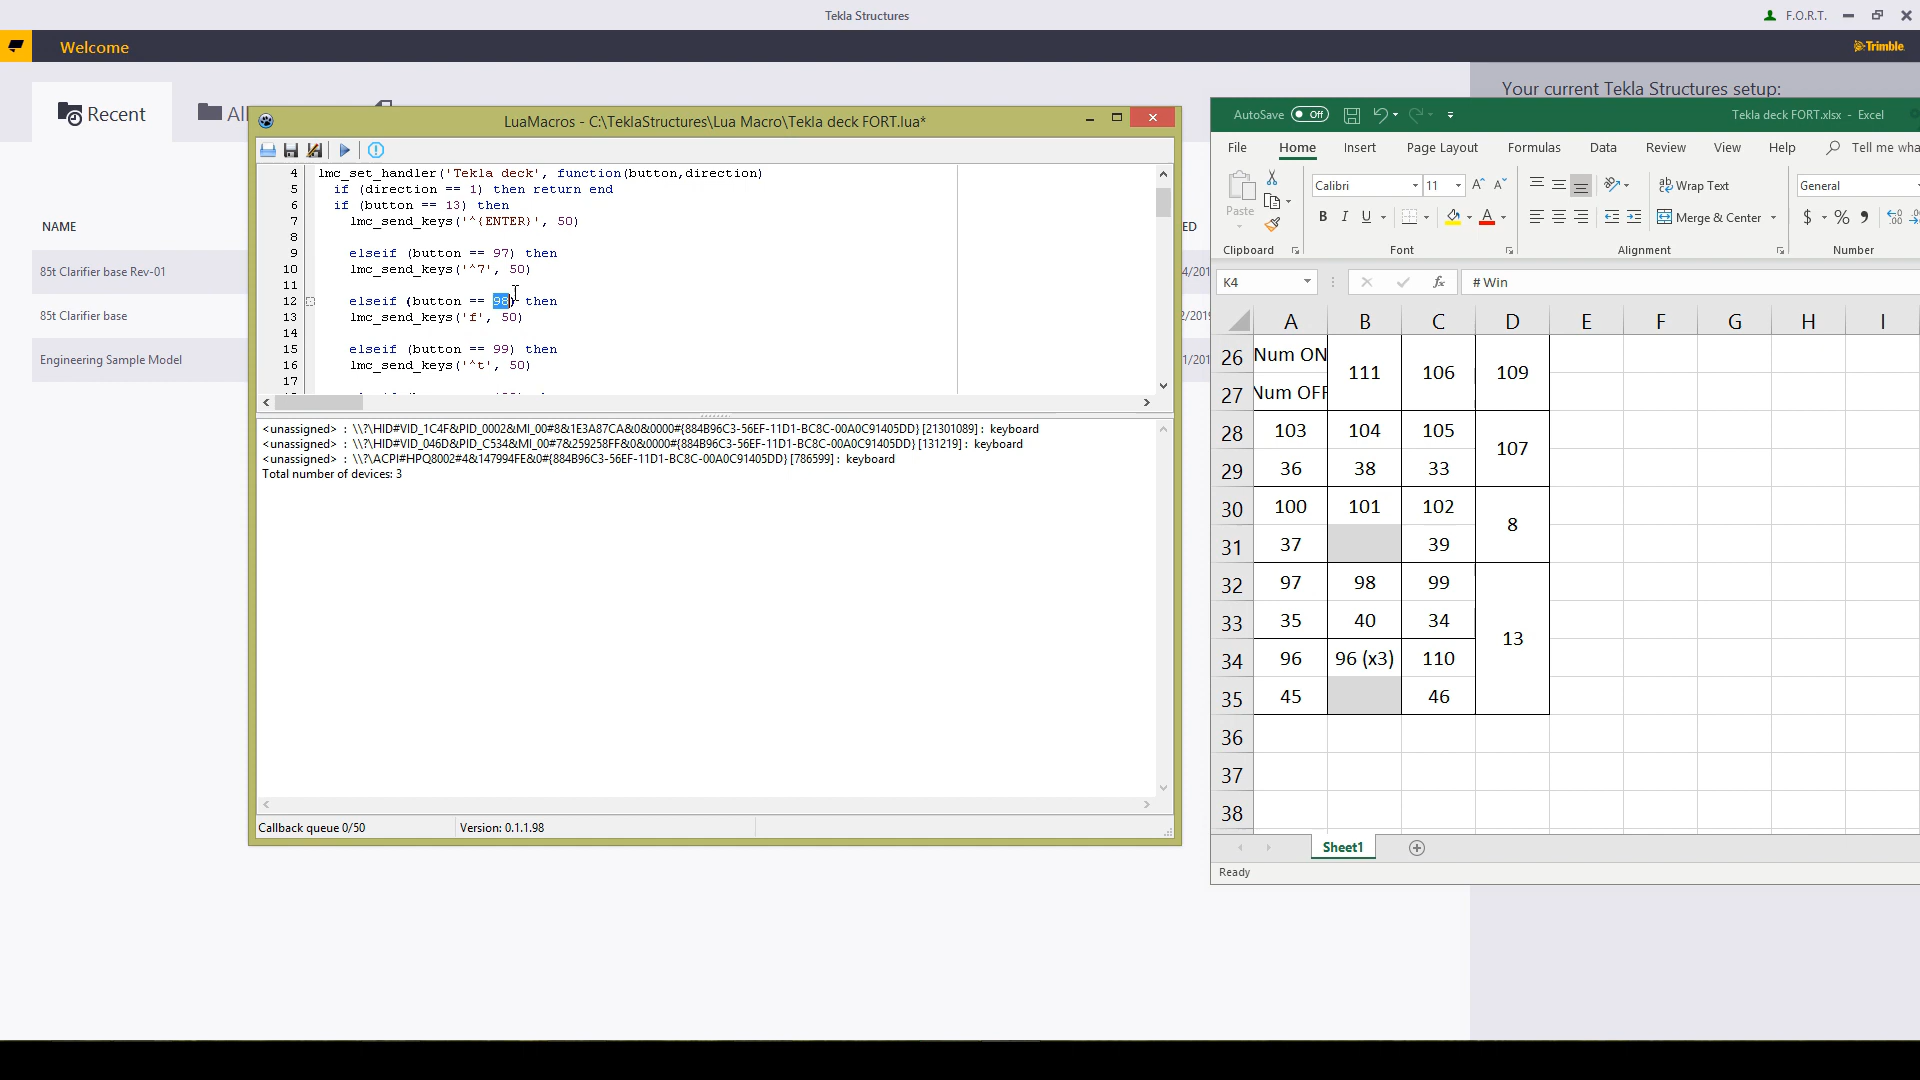 Tekla Structures
F.O.R.T.
Welcome
Trimble
Recent
All
Your current Tekla Structures setup:
NAME
85t Clarifier base Rev-01
85t Clarifier base
Engineering Sample Model
ED
4/201
2/2019
1/201
LuaMacros - C:\TeklaStructures\Lua Macro\Tekla deck FORT.lua*
4 lmc_set_handler('Tekla deck', function(button,direction)
5 if (direction == 1) then return end
6 if (button == 13) then
7 lmc_send_keys('^{ENTER}', 50)
8
9 elseif (button == 97) then
10 lmc_send_keys('^7', 50)
11
12 elseif (button == 98) then
13 lmc_send_keys('f', 50)
14
15 elseif (button == 99) then
16 lmc_send_keys('^t', 50)
17
<unassigned> : \\?\HID#VID_1C4F&PID_0002&MI_00#8&1E3A87CA&0&0000#{884B96C3-56EF-11D1-BC8C-00A0C91405DD} [21301089] : keyboard
<unassigned> : \\?\HID#VID_046D&PID_C534&MI_00#7&259258FF&0&0000#{884B96C3-56EF-11D1-BC8C-00A0C91405DD} [131219] : keyboard
<unassigned> : \\?\ACPI#HPQ8002#4&147994FE&0#{884B96C3-56EF-11D1-BC8C-00A0C91405DD} [786599] : keyboard
Total number of devices: 3
Callback queue 0/50
Version: 0.1.1.98
AutoSave Off
Tekla deck FORT.xlsx - Excel
File Home Insert Page Layout Formulas Data Review View Help Tell me wha
Paste
Calibri 11
Wrap Text
General
B I U
Merge & Center
$ % ,
Clipboard Font Alignment Number
K4
fx
# Win
A B C D E F G H I
26 Num ON 111 106 109
27 Num OFF
28 103 104 105 107
29 36 38 33
30 100 101 102 8
31 37 39
32 97 98 99 13
33 35 40 34
34 96 96 (x3) 110
35 45 46
36
37
38
Sheet1
Ready